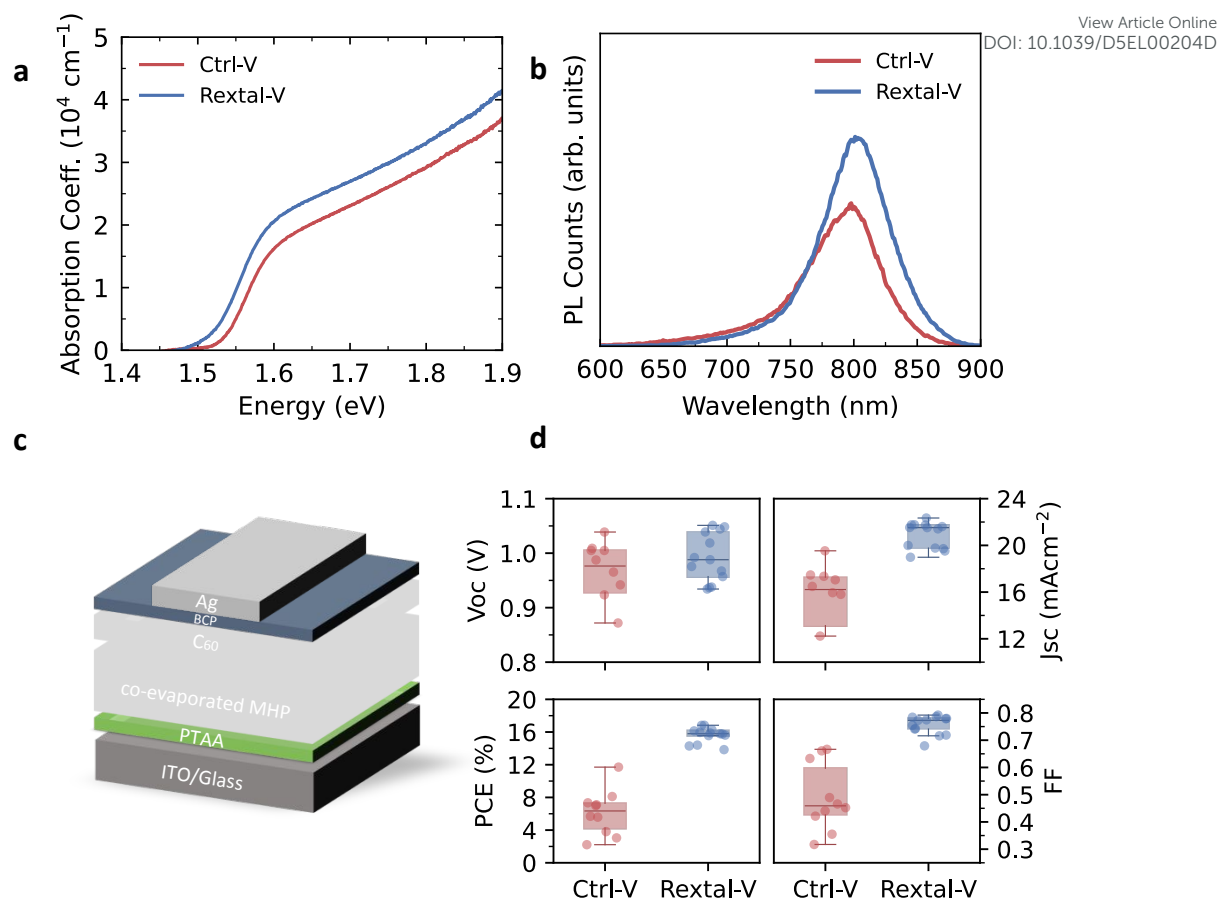 View Article Online
DOI: 10.1039/D5EL00204D
a
Absorption Coeff. (10⁴ cm⁻¹)
5
4
3
2
1
0
Ctrl-V
Rextal-V
1.4 1.5 1.6 1.7 1.8 1.9
Energy (eV)
b
PL Counts (arb. units)
Ctrl-V
Rextal-V
600 650 700 750 800 850 900
Wavelength (nm)
c
Ag
BCP
C₆₀
co-evaporated MHP
PTAA
ITO/Glass
d
Voc (V)
1.1
1.0
0.9
0.8
24
20
16
12
Jsc (mAcm⁻²)
PCE (%)
20
16
12
8
4
0
0.8
0.7
0.6
0.5
0.4
0.3
FF
Ctrl-V Rextal-V
Ctrl-V Rextal-V